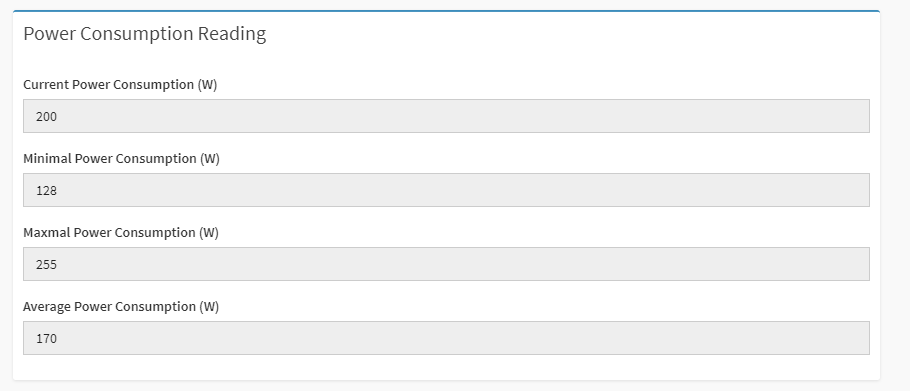 Power Consumption Reading
Current Power Consumption (W)
200
Minimal Power Consumption (W)
128
Maxmal Power Consumption (W)
255
Average Power Consumption (W)
170